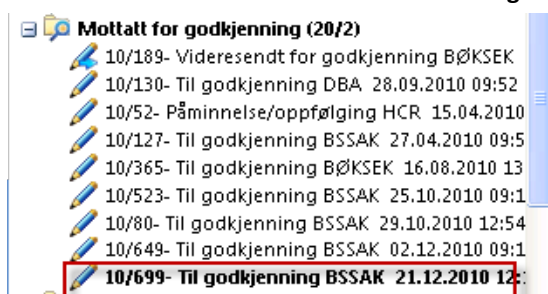 Mottatt for godkjenning (20/2)
10/189- Videresendt for godkjenning BØKSEK
10/130- Til godkjenning DBA 28.09.2010 09:52
10/52- Påminnelse/oppfølging HCR 15.04.2010
10/127- Til godkjenning BSSAK 27.04.2010 09:5
10/365- Til godkjenning BØKSEK 16.08.2010 13
10/523- Til godkjenning BSSAK 25.10.2010 09:1
10/80- Til godkjenning BSSAK 29.10.2010 12:54
10/649- Til godkjenning BSSAK 02.12.2010 09:1
10/699- Til godkjenning BSSAK 21.12.2010 12: